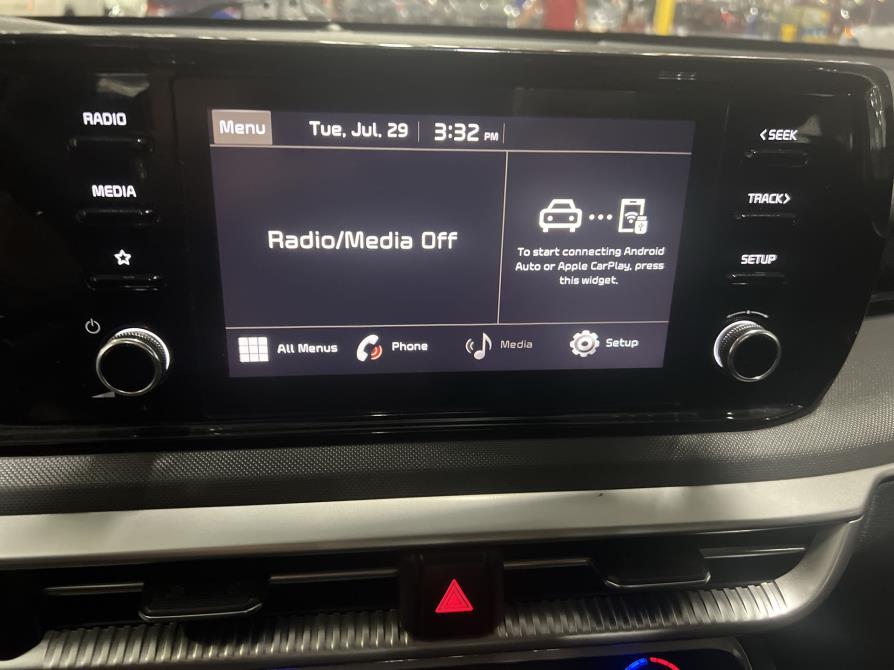 RADIO
MEDIA
Menu Tue, Jul. 29 3:32 PM
Radio/Media Off
To start connecting Android
Auto or Apple CarPlay, press
this widget.
All Menus Phone Media Setup
<SEEK
TRACK>
SETUP